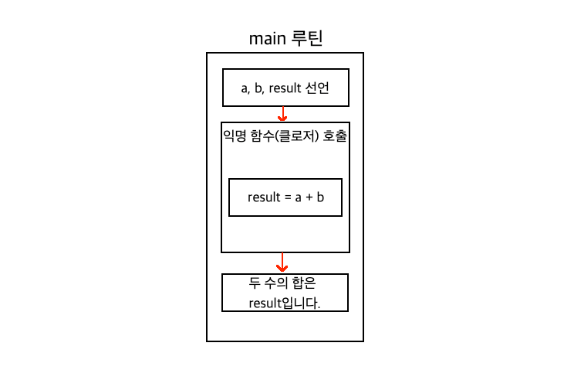 main 루틴
a, b, result 선언
익명 함수(클로저) 호출
result = a + b
두 수의 합은
result입니다.